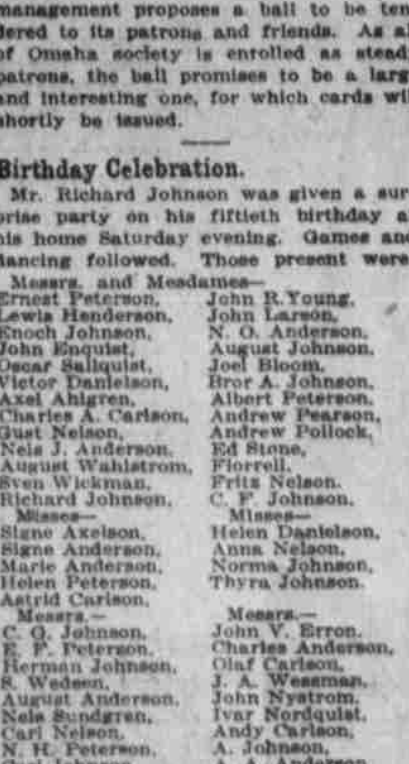 management proposes a ball to be ten-
dered to its patrons and friends. As al
of Omaha society is enrolled as stead
patrons, the ball promises to be a larg
and interesting one, for which cards wil
shortly be issued.
Birthday Celebration.
Mr. Richard Johnson was given a sur-
prise party on his fiftieth birthday a
his home Saturday evening. Games and
dancing followed. Those present were
Messrs. and Mesdames—
Ernest Peterson,
Lewis Henderson,
Enoch Johnson,
John Enquist,
Oscar Sallquist,
Victor Danielson,
Axel Ahlgren,
Charles A. Carlson,
Gust Nelson,
Nels J. Anderson,
August Wahlstrom,
Sven Wickman,
Richard Johnson,
John R. Young,
John Larson,
N. O. Anderson,
August Johnson,
Joel Bloom,
Bror A. Johnson,
Albert Peterson,
Andrew Pearson,
Andrew Pollock,
Ed Stone,
Florrell,
Fritz Nelson.
C. F. Johnson.
Misses—
Signe Axelson,
Signe Anderson,
Marie Anderson,
Helen Peterson,
Astrid Carlson,
Misses—
Helen Danielson,
Anna Nelson,
Norma Johnson,
Thyra Johnson.
Messrs.—
C. O. Johnson,
E. F. Peterson,
Herman Johnson,
S. Wedeen,
August Anderson,
Nels Sundgren,
Carl Nelson,
N. H. Peterson,
Messrs.—
John V. Erron.
Charles Anderson,
Olaf Carlson,
J. A. Wessman,
John Nystrom,
Ivar Nordquist,
Andy Carlson,
A. Johnson,